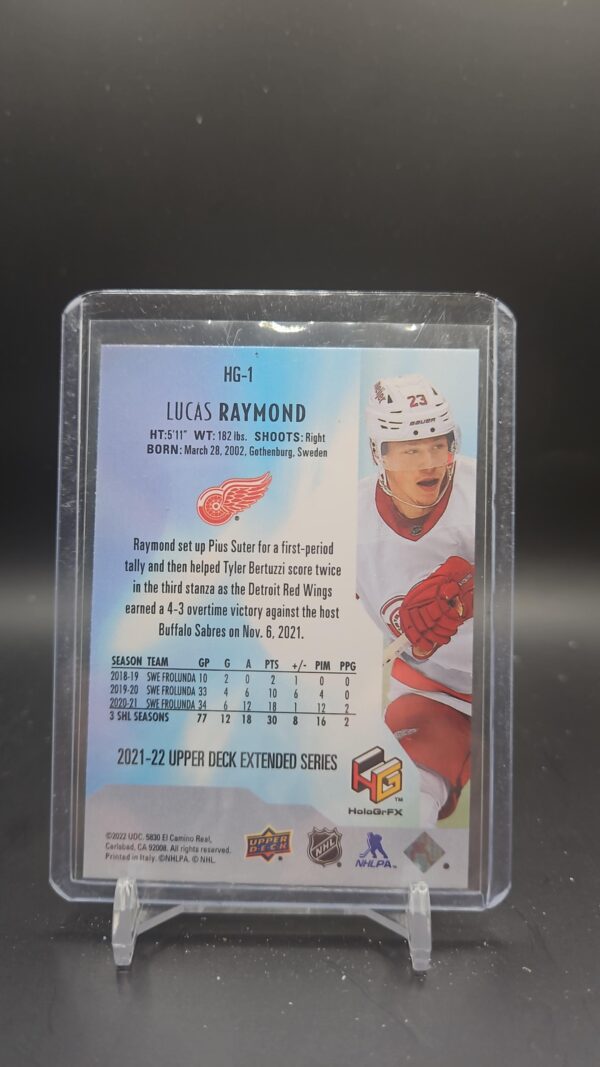 HG-1
LUCAS RAYMOND
HT:5'11" WT: 182 lbs. SHOOTS: Right
BORN: March 28, 2002, Gothenburg, Sweden
Raymond set up Pius Suter for a first-period
tally and then helped Tyler Bertuzzi score twice
in the third stanza as the Detroit Red Wings
earned a 4-3 overtime victory against the host
Buffalo Sabres on Nov. 6, 2021.
SEASON TEAM GP G A PTS +/- PIM PPG
2018-19 SWE FROLUNDA 10 2 0 2 1 0 0
2019-20 SWE FROLUNDA 33 4 6 10 6 4 0
2020-21 SWE FROLUNDA 34 6 12 18 1 12 2
3 SHL SEASONS 77 12 18 30 8 16 2
2021-22 UPPER DECK EXTENDED SERIES
HG™
HoloGrFX
©2022 UDC. 5830 El Camino Real,
Carlsbad, CA 92008. All rights reserved.
Printed in Italy. ©NHLPA. © NHL.
UPPER DECK
NHL
NHLPA™
23
BAUER